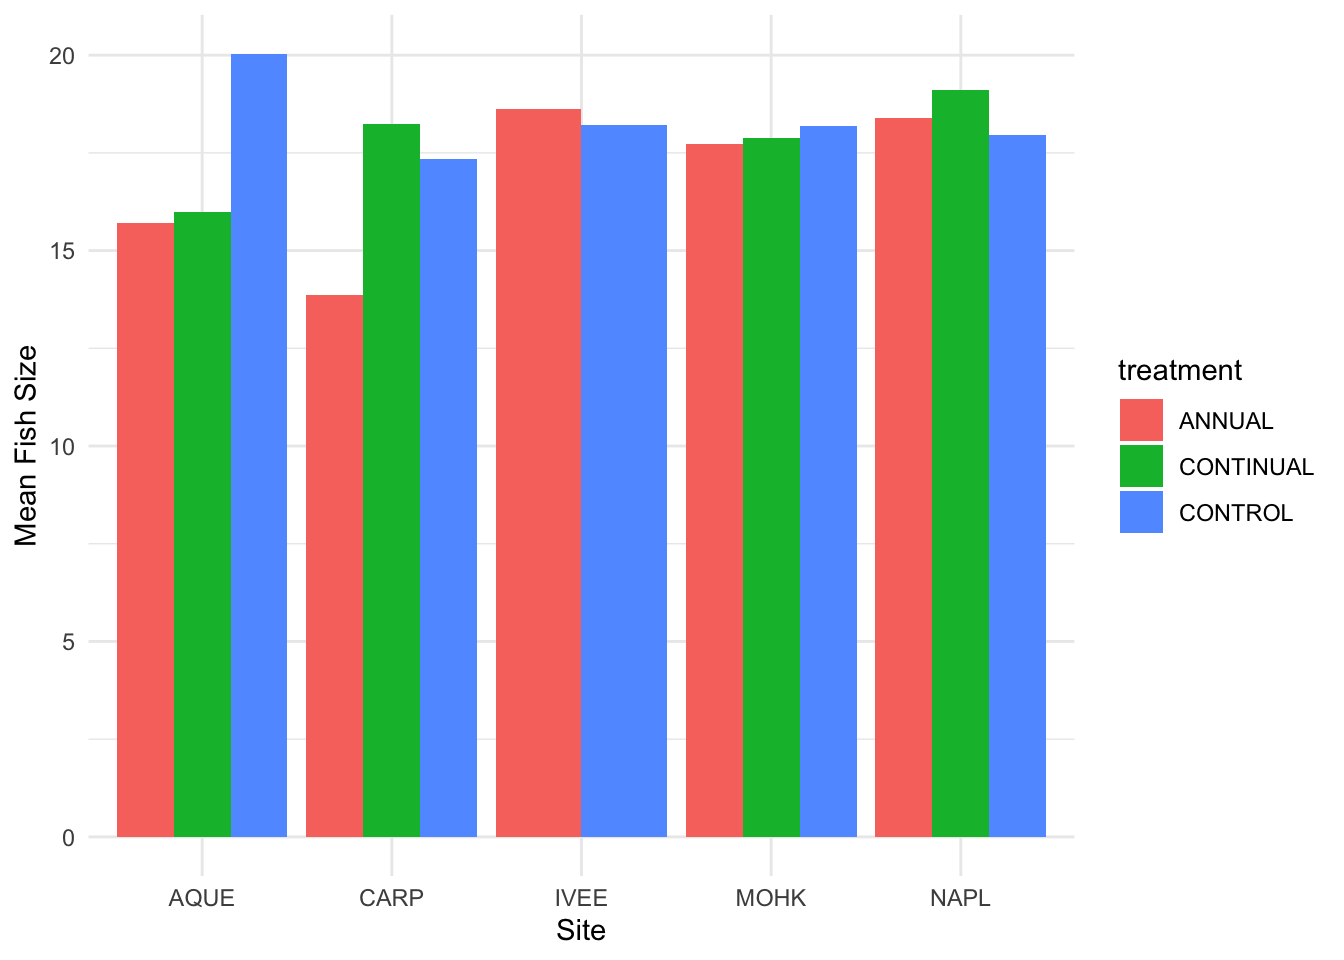 20
15
10
5
0
Mean Fish Size
AQUE
CARP
IVEE
MOHK
NAPL
Site
treatment
ANNUAL
CONTINUAL
CONTROL